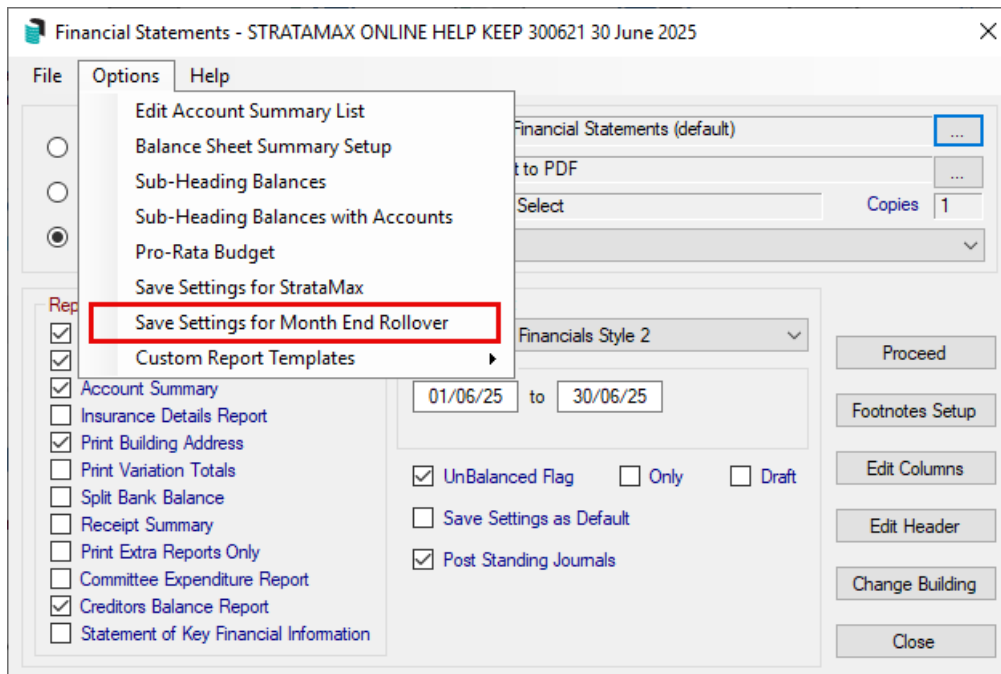 Financial Statements - STRATAMAX ONLINE HELP KEEP 300621 30 June 2025
File Options Help
Edit Account Summary List
Balance Sheet Summary Setup
Sub-Heading Balances
Sub-Heading Balances with Accounts
Pro-Rata Budget
Save Settings for StrataMax
Save Settings for Month End Rollover
Custom Report Templates
Financial Statements (default) ...
t to PDF ...
Select Copies 1
Rep
Financials Style 2
Account Summary
Insurance Details Report
Print Building Address
Print Variation Totals
Split Bank Balance
Receipt Summary
Print Extra Reports Only
Committee Expenditure Report
Creditors Balance Report
Statement of Key Financial Information
01/06/25 to 30/06/25
UnBalanced Flag Only Draft
Save Settings as Default
Post Standing Journals
Proceed
Footnotes Setup
Edit Columns
Edit Header
Change Building
Close